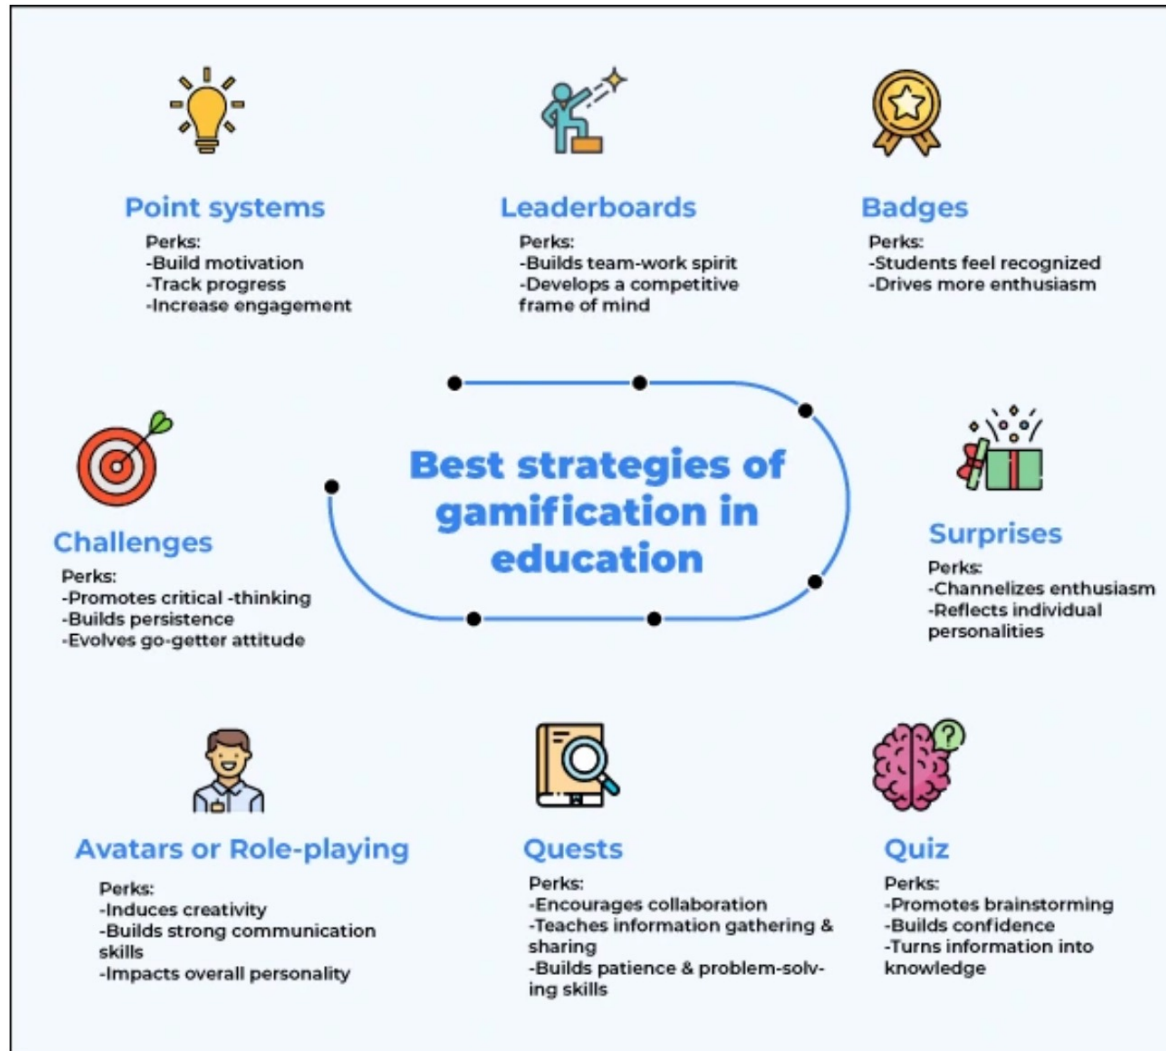 Point systems
Perks:
-Build motivation
-Track progress
-Increase engagement
Leaderboards
Perks:
-Builds team-work spirit
-Develops a competitive
frame of mind
Badges
Perks:
-Students feel recognized
-Drives more enthusiasm
Best strategies of
gamification in
education
Challenges
Perks:
-Promotes critical -thinking
-Builds persistence
-Evolves go-getter attitude
Surprises
Perks:
-Channelizes enthusiasm
-Reflects individual
personalities
Avatars or Role-playing
Perks:
-Induces creativity
-Builds strong communication
skills
-Impacts overall personality
Quests
Perks:
-Encourages collaboration
-Teaches information gathering &
sharing
-Builds patience & problem-solv-
ing skills
?
Quiz
Perks:
-Promotes brainstorming
-Builds confidence
-Turns information into
knowledge